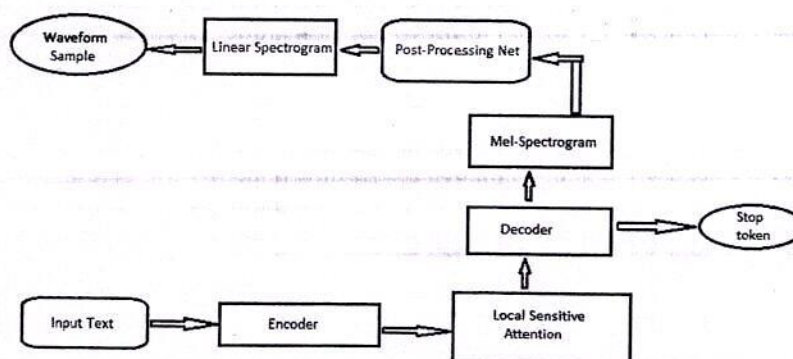 Waveform
Sample
Linear Spectrogram
Post-Processing Net
Mel-Spectrogram
Decoder
Stop
token
Input Text
Encoder
Local Sensitive
Attention